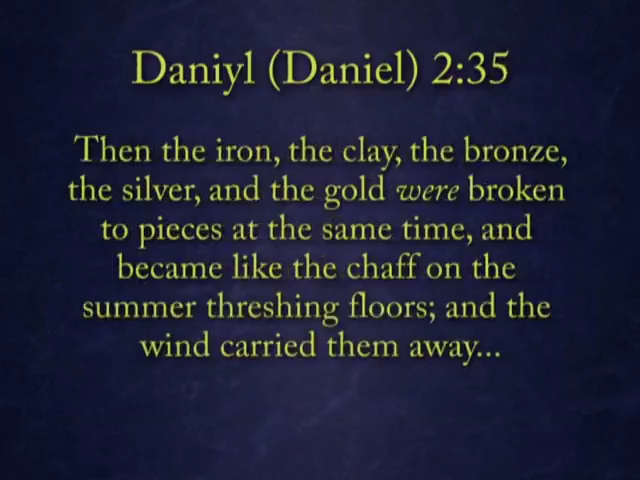 Daniyl (Daniel) 2:35
Then the iron, the clay, the bronze,
the silver, and the gold were broken
to pieces at the same time, and
became like the chaff on the
summer threshing floors; and the
wind carried them away...